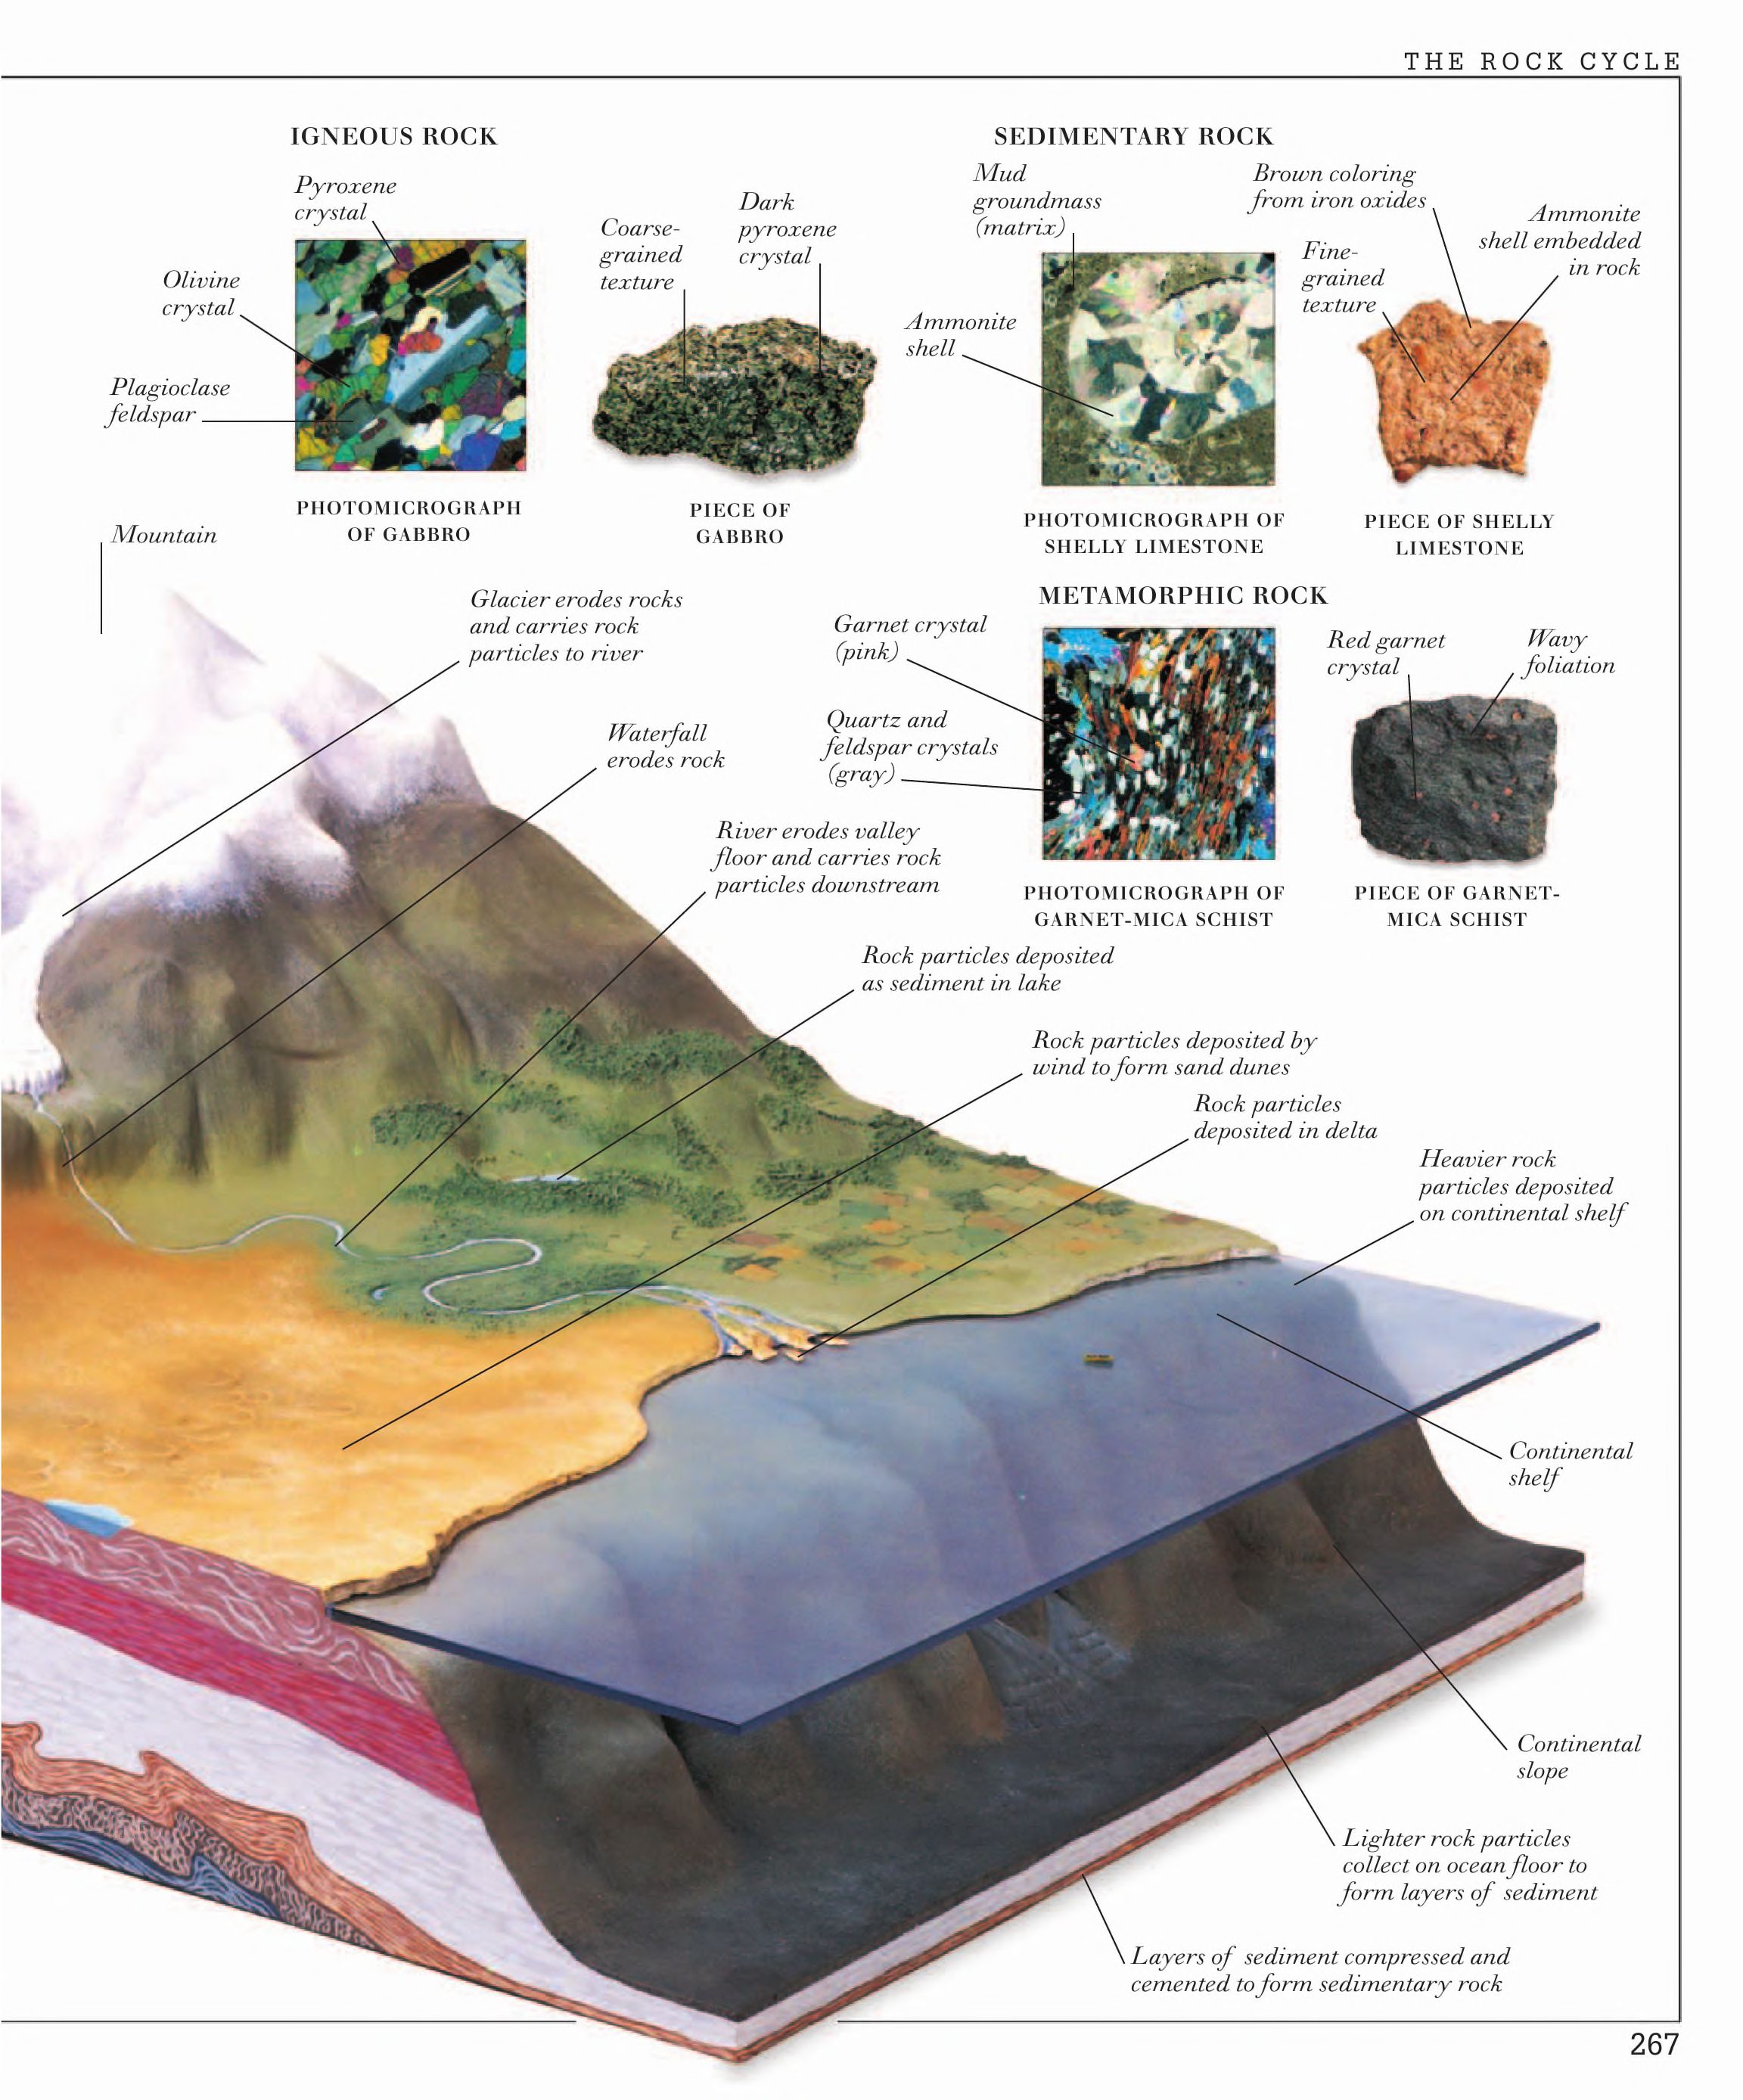 THE ROCK CYCLE
IGNEOUS ROCK
Pyroxene
crystal
Olivine
crystal
Plagioclase
feldspar
PHOTOMICROGRAPH
OF GABBRO
Coarse-
grained
texture
Dark
pyroxene
crystal
PIECE OF
GABBRO
SEDIMENTARY ROCK
Mud
groundmass
(matrix)
Ammonite
shell
PHOTOMICROGRAPH OF
SHELLY LIMESTONE
Brown coloring
from iron oxides
Fine-
grained
texture
Ammonite
shell embedded
in rock
PIECE OF SHELLY
LIMESTONE
METAMORPHIC ROCK
Garnet crystal
(pink)
Quartz and
feldspar crystals
(gray)
PHOTOMICROGRAPH OF
GARNET-MICA SCHIST
Red garnet
crystal
Wavy
foliation
PIECE OF GARNET-
MICA SCHIST
Mountain
Glacier erodes rocks
and carries rock
particles to river
Waterfall
erodes rock
River erodes valley
floor and carries rock
particles downstream
Rock particles deposited
as sediment in lake
Rock particles deposited by
wind to form sand dunes
Rock particles
deposited in delta
Heavier rock
particles deposited
on continental shelf
Continental
shelf
Continental
slope
Lighter rock particles
collect on ocean floor to
form layers of sediment
Layers of sediment compressed and
cemented to form sedimentary rock
267